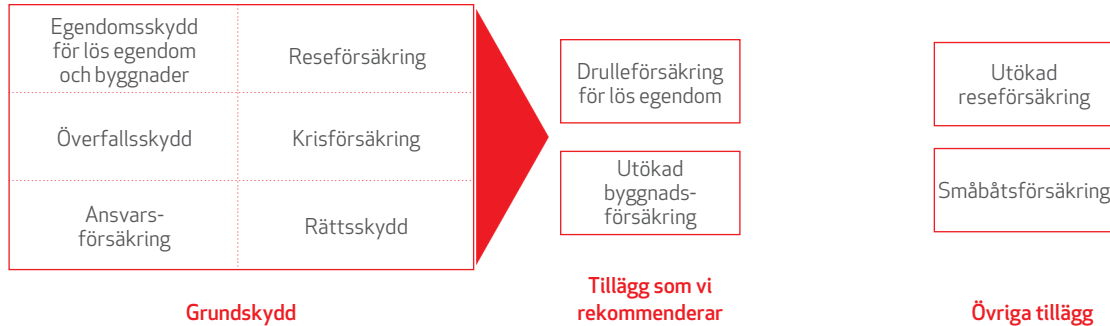 Egendomsskydd
för lös egendom
och byggnader
Reseförsäkring
Överfallsskydd
Krisförsäkring
Ansvars-
försäkring
Rättsskydd
Grundskydd
Drulleförsäkring
för lös egendom
Utökad
byggnads-
försäkring
Tillägg som vi
rekommenderar
Utökad
reseförsäkring
Småbåtsförsäkring
Övriga tillägg